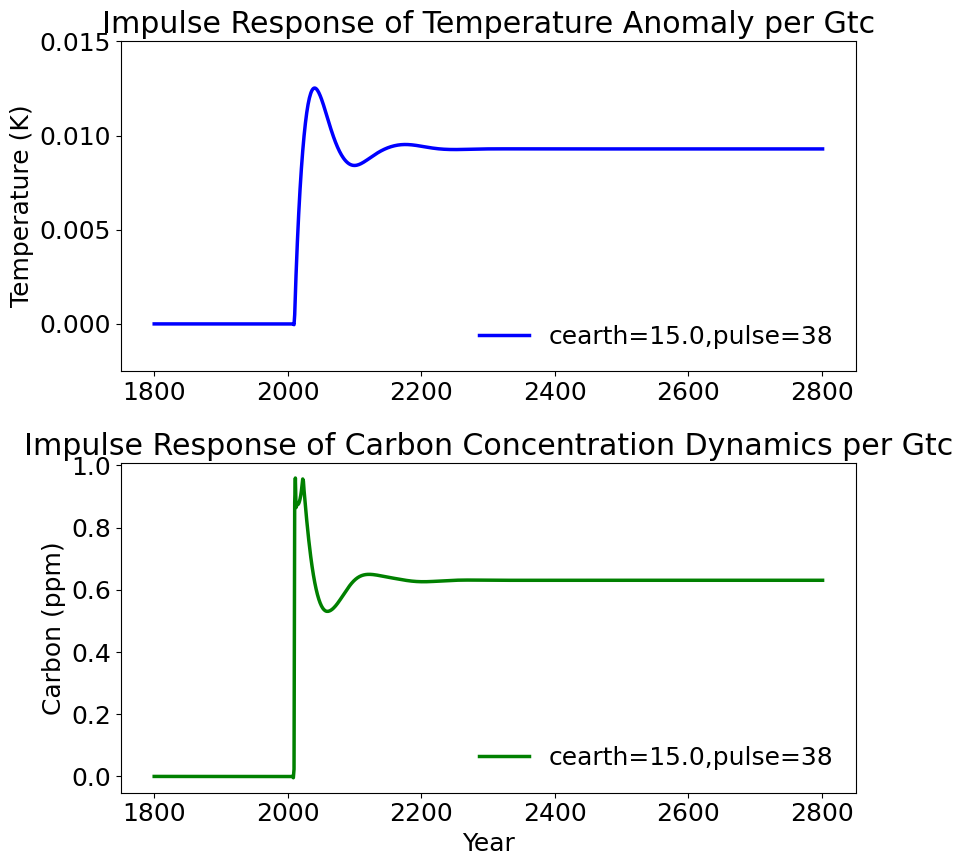 Impulse Response of Temperature Anomaly per Gtc
0.015
0.010
0.005
0.000
Temperature (K)
cearth=15.0,pulse=38
1800 2000 2200 2400 2600 2800
Impulse Response of Carbon Concentration Dynamics per Gtc
1.0
0.8
0.6
0.4
0.2
0.0
Carbon (ppm)
cearth=15.0,pulse=38
1800 2000 2200 2400 2600 2800
Year